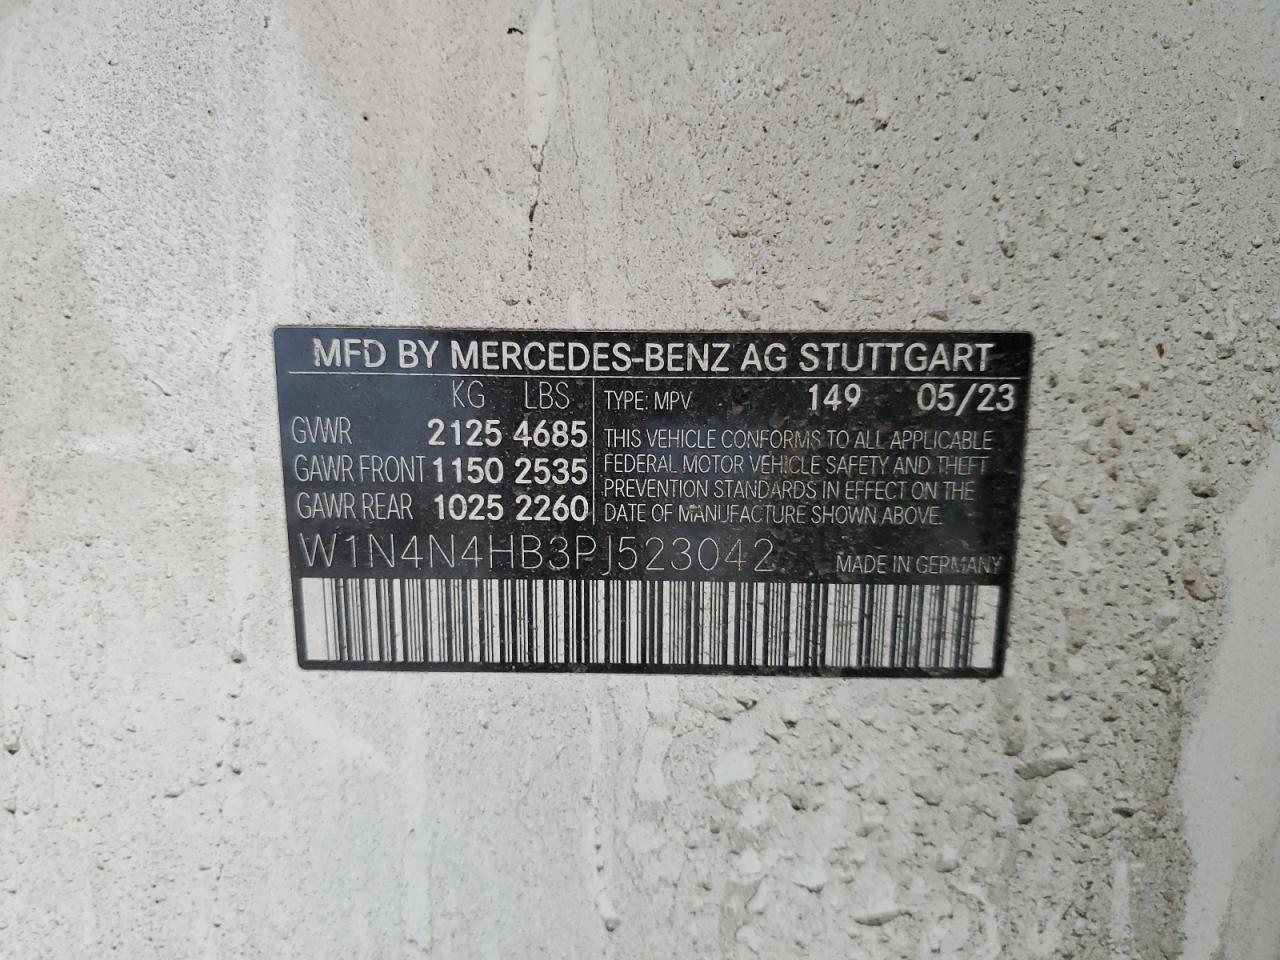 MFD BY MERCEDES-BENZ AG STUTTGART
KG LBS
GVWR 2125 4685
GAWR FRONT 1150 2535
GAWR REAR 1025 2260
TYPE: MPV 149 05/23
THIS VEHICLE CONFORMS TO ALL APPLICABLE
FEDERAL MOTOR VEHICLE SAFETY AND THEFT
PREVENTION STANDARDS IN EFFECT ON THE
DATE OF MANUFACTURE SHOWN ABOVE.
W1N4N4HB3PJ523042 MADE IN GERMANY